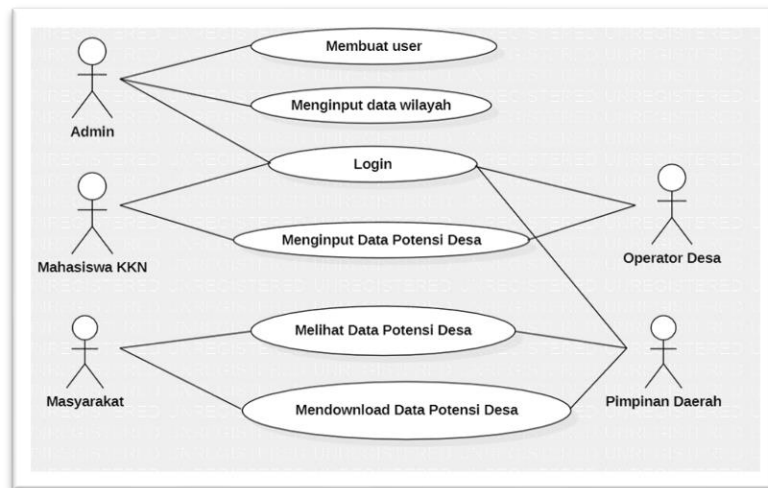 Membuat user
Admin
Menginput data wilayah
Login
Mahasiswa KKN
Menginput Data Potensi Desa
Operator Desa
Melihat Data Potensi Desa
Masyarakat
Mendownload Data Potensi Desa
Pimpinan Daerah